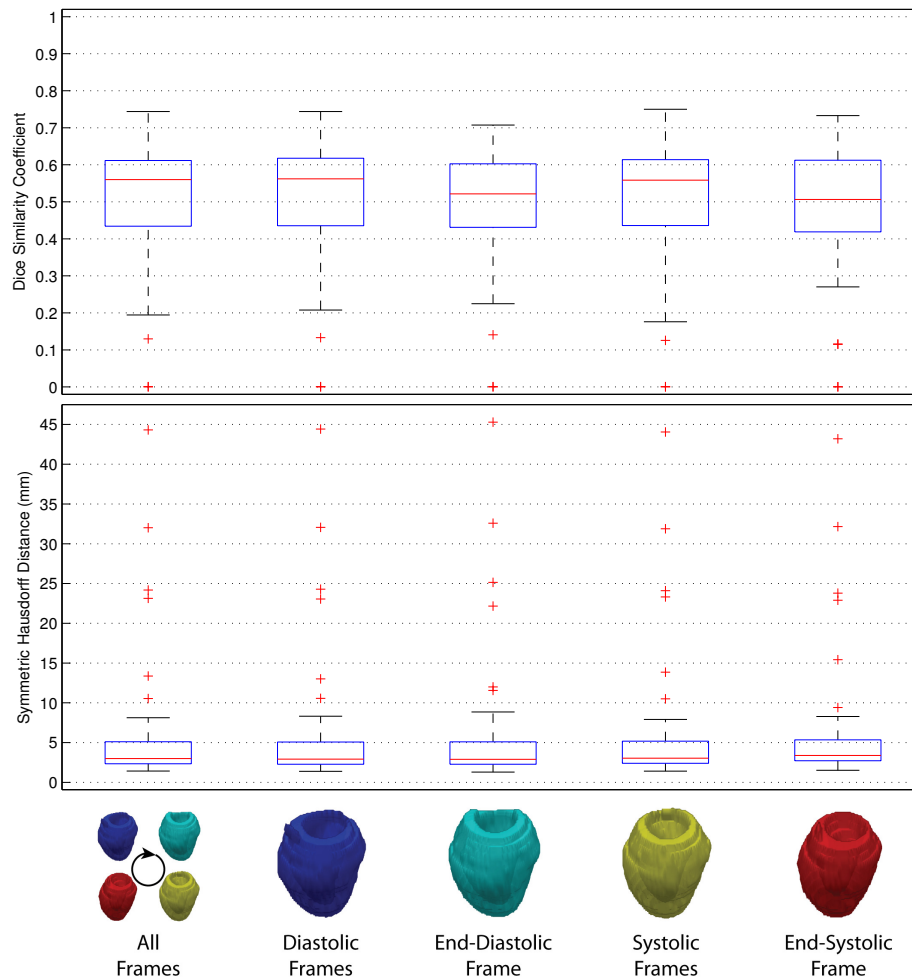 1
0.9
0.8
0.7
0.6
0.5
0.4
0.3
0.2
0.1
0
Dice Similarity Coefficient
45
40
35
30
25
20
15
10
5
0
Symmetric Hausdorff Distance (mm)
All
Frames
Diastolic
Frames
End-Diastolic
Frame
Systolic
Frames
End-Systolic
Frame